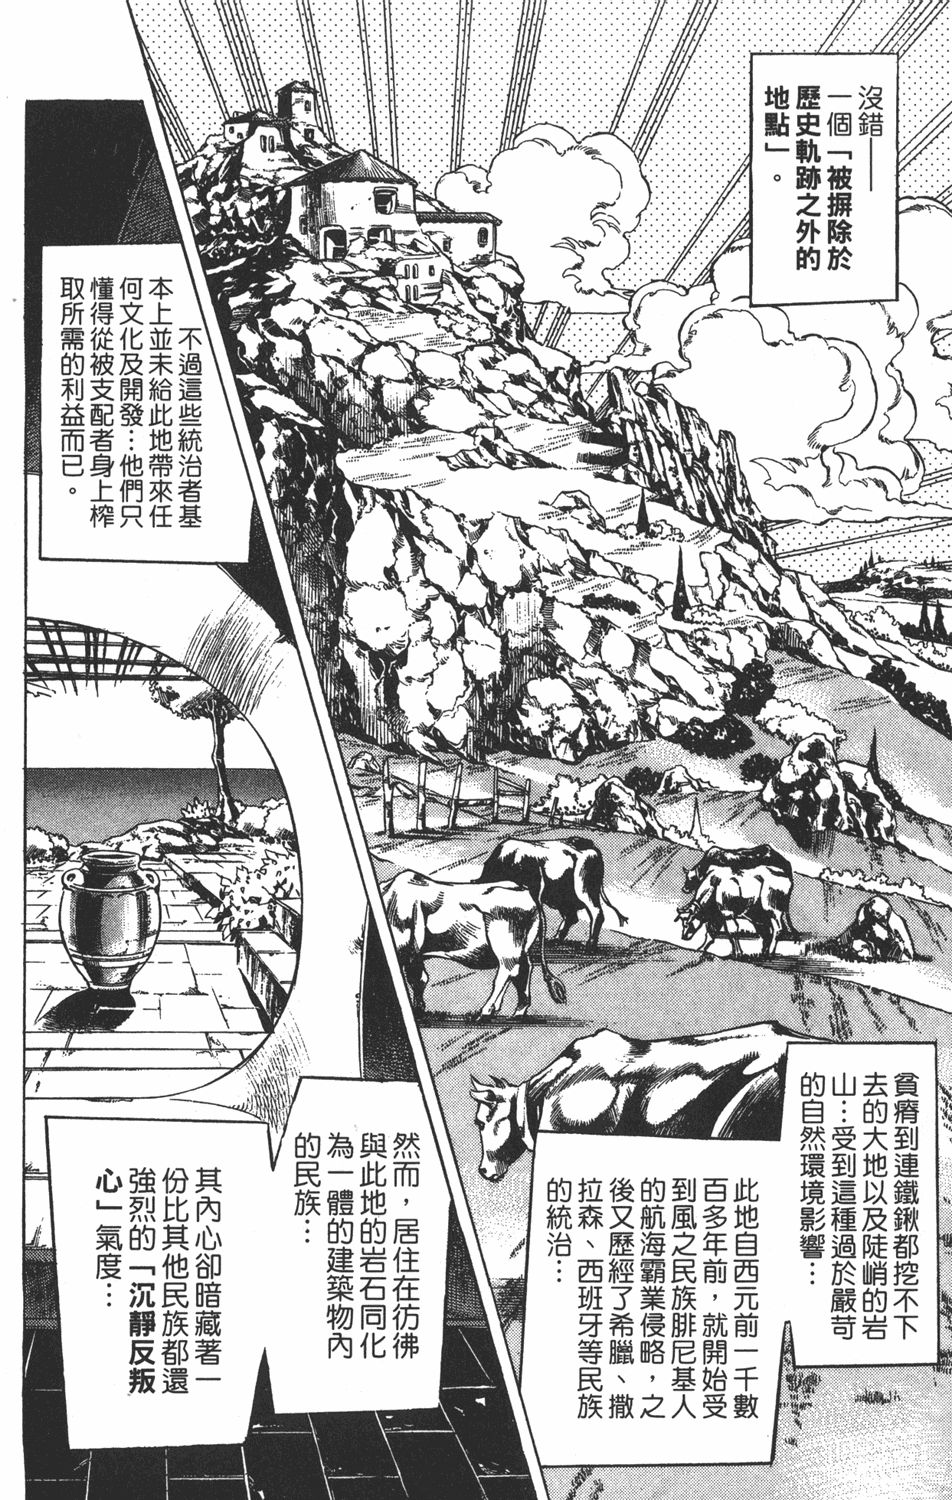 沒錯——
一個「被摒除於
歷史軌跡之外的
地點」。
貧瘠到連鐵鍬都挖不下
去的大地以及陡峭的岩
山…受到這種過於嚴苛
的自然環境影響…
此地自西元前一千數
百多年前，就開始受
到風之民族腓尼基人
的航海霸業侵略，之
後又歷經了希臘、撒
拉森、西班牙等民族
的統治…
不過這些統治者基
本上並未給此地帶來任
何文化及開發…他們只
懂得從被支配者身上榨
取所需的利益而已。
然而，居住在彷彿
與此地的岩石同化
為一體的建築物內
的民族…
其內心卻暗藏著一
份比其他民族都還
強烈的「沉靜反叛
心」氣度…